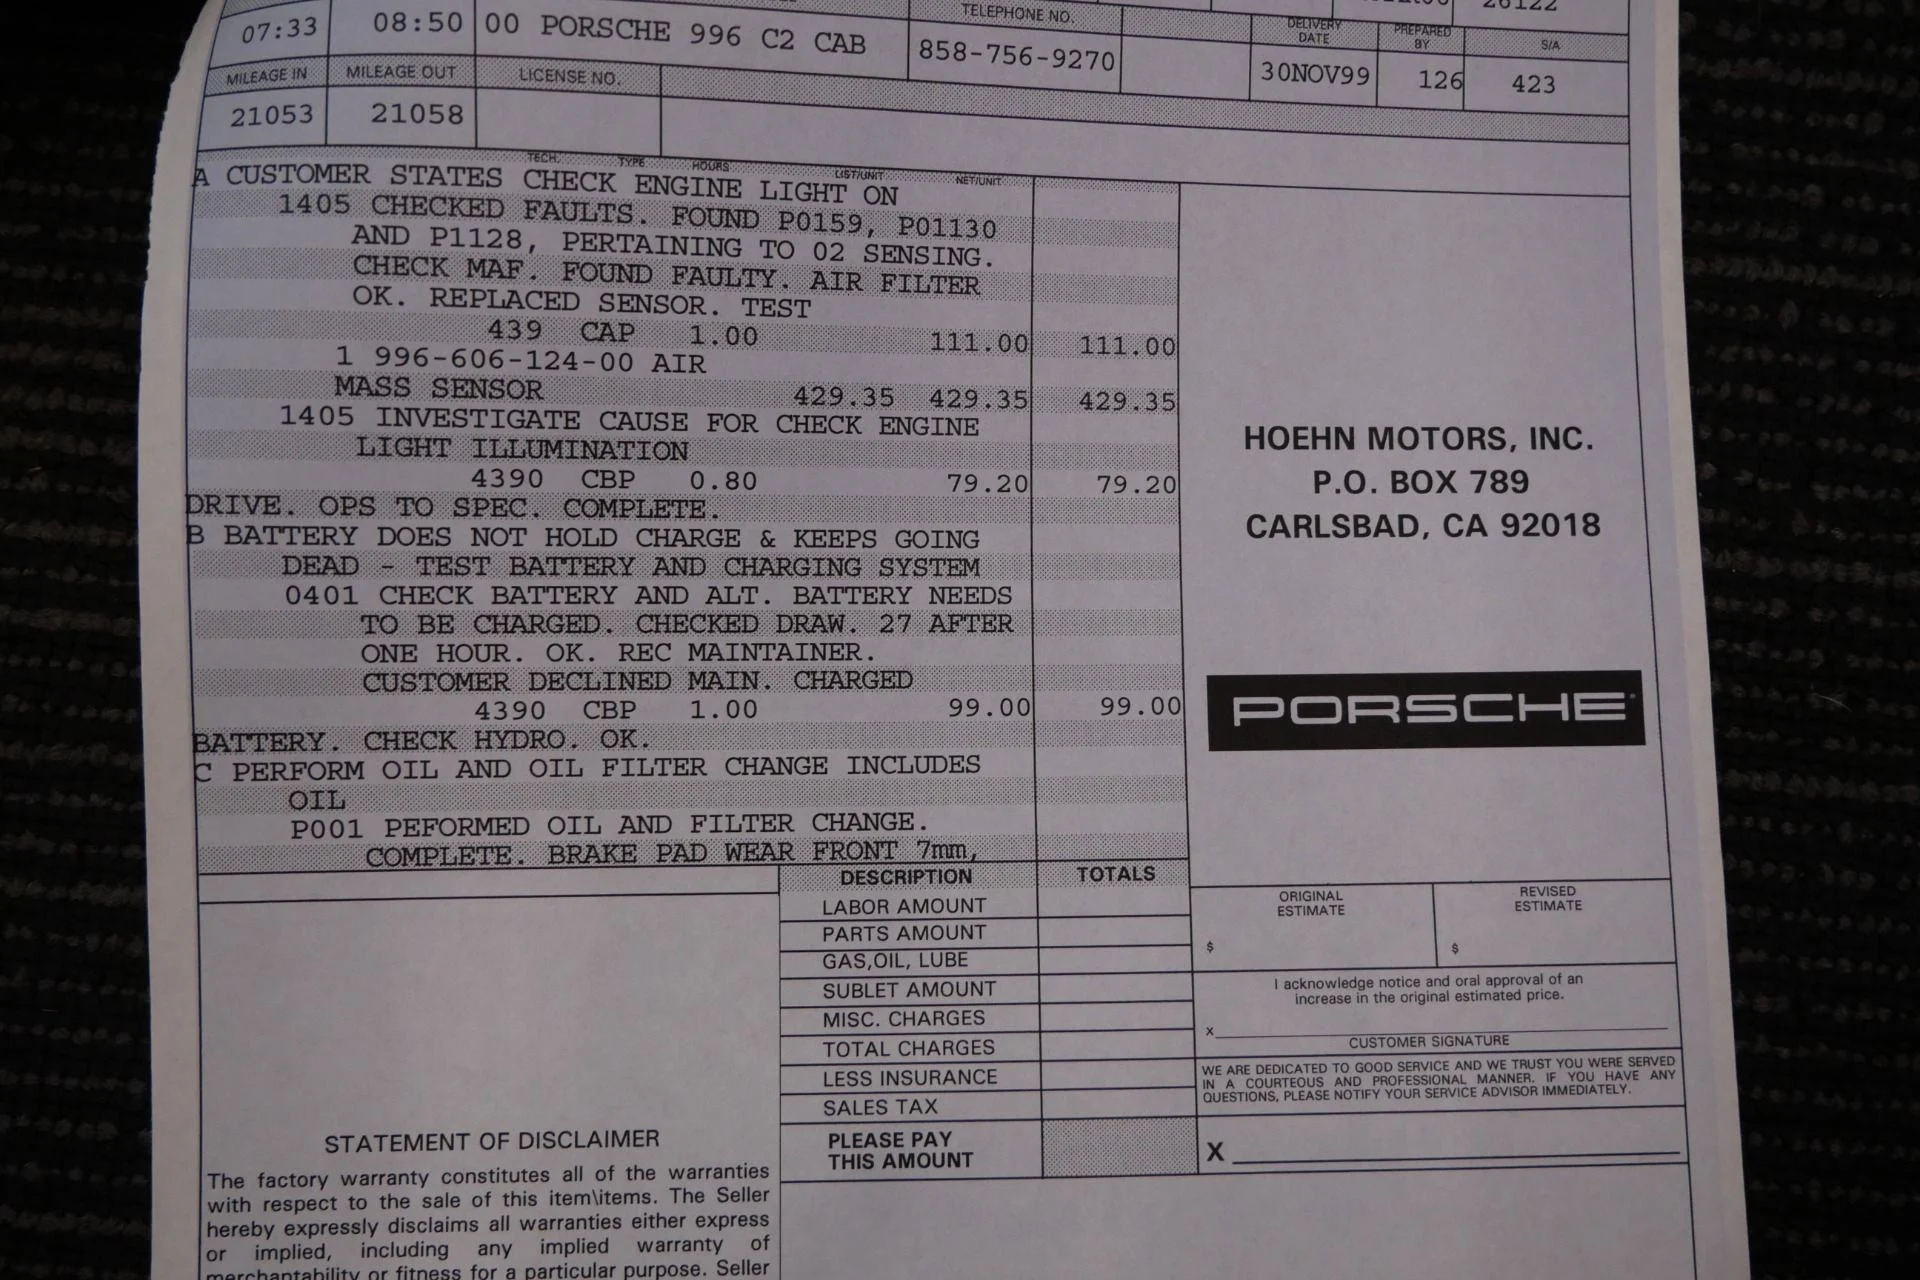 TELEPHONE NO.
26122
07:33 08:50 00 PORSCHE 996 C2 CAB 858-756-9270
DELIVERY DATE PREPARED BY S/A
30NOV99 126 423
MILEAGE IN MILEAGE OUT LICENSE NO.
21053 21058
TECH. TYPE HOURS LIST/UNIT NET/UNIT
A CUSTOMER STATES CHECK ENGINE LIGHT ON
1405 CHECKED FAULTS. FOUND P0159, P01130
AND P1128, PERTAINING TO 02 SENSING.
CHECK MAF. FOUND FAULTY. AIR FILTER
OK. REPLACED SENSOR. TEST
439 CAP 1.00 111.00 111.00
1 996-606-124-00 AIR
MASS SENSOR 429.35 429.35 429.35
1405 INVESTIGATE CAUSE FOR CHECK ENGINE
LIGHT ILLUMINATION
4390 CBP 0.80 79.20 79.20
DRIVE. OPS TO SPEC. COMPLETE.
B BATTERY DOES NOT HOLD CHARGE & KEEPS GOING
DEAD - TEST BATTERY AND CHARGING SYSTEM
0401 CHECK BATTERY AND ALT. BATTERY NEEDS
TO BE CHARGED. CHECKED DRAW. 27 AFTER
ONE HOUR. OK. REC MAINTAINER.
CUSTOMER DECLINED MAIN. CHARGED
4390 CBP 1.00 99.00 99.00
BATTERY. CHECK HYDRO. OK.
C PERFORM OIL AND OIL FILTER CHANGE INCLUDES
OIL
P001 PEFORMED OIL AND FILTER CHANGE.
COMPLETE. BRAKE PAD WEAR FRONT 7mm,
HOEHN MOTORS, INC.
P.O. BOX 789
CARLSBAD, CA 92018
PORSCHE
DESCRIPTION TOTALS
LABOR AMOUNT
PARTS AMOUNT
GAS,OIL, LUBE
SUBLET AMOUNT
MISC. CHARGES
TOTAL CHARGES
LESS INSURANCE
SALES TAX
PLEASE PAY
THIS AMOUNT
ORIGINAL ESTIMATE
$
REVISED ESTIMATE
$
I acknowledge notice and oral approval of an
increase in the original estimated price.
x
CUSTOMER SIGNATURE
WE ARE DEDICATED TO GOOD SERVICE AND WE TRUST YOU WERE SERVED
IN A COURTEOUS AND PROFESSIONAL MANNER. IF YOU HAVE ANY
QUESTIONS, PLEASE NOTIFY YOUR SERVICE ADVISOR IMMEDIATELY.
X
STATEMENT OF DISCLAIMER
The factory warranty constitutes all of the warranties
with respect to the sale of this item\items. The Seller
hereby expressly disclaims all warranties either express
or implied, including any implied warranty of
merchantability or fitness for a particular purpose. Seller